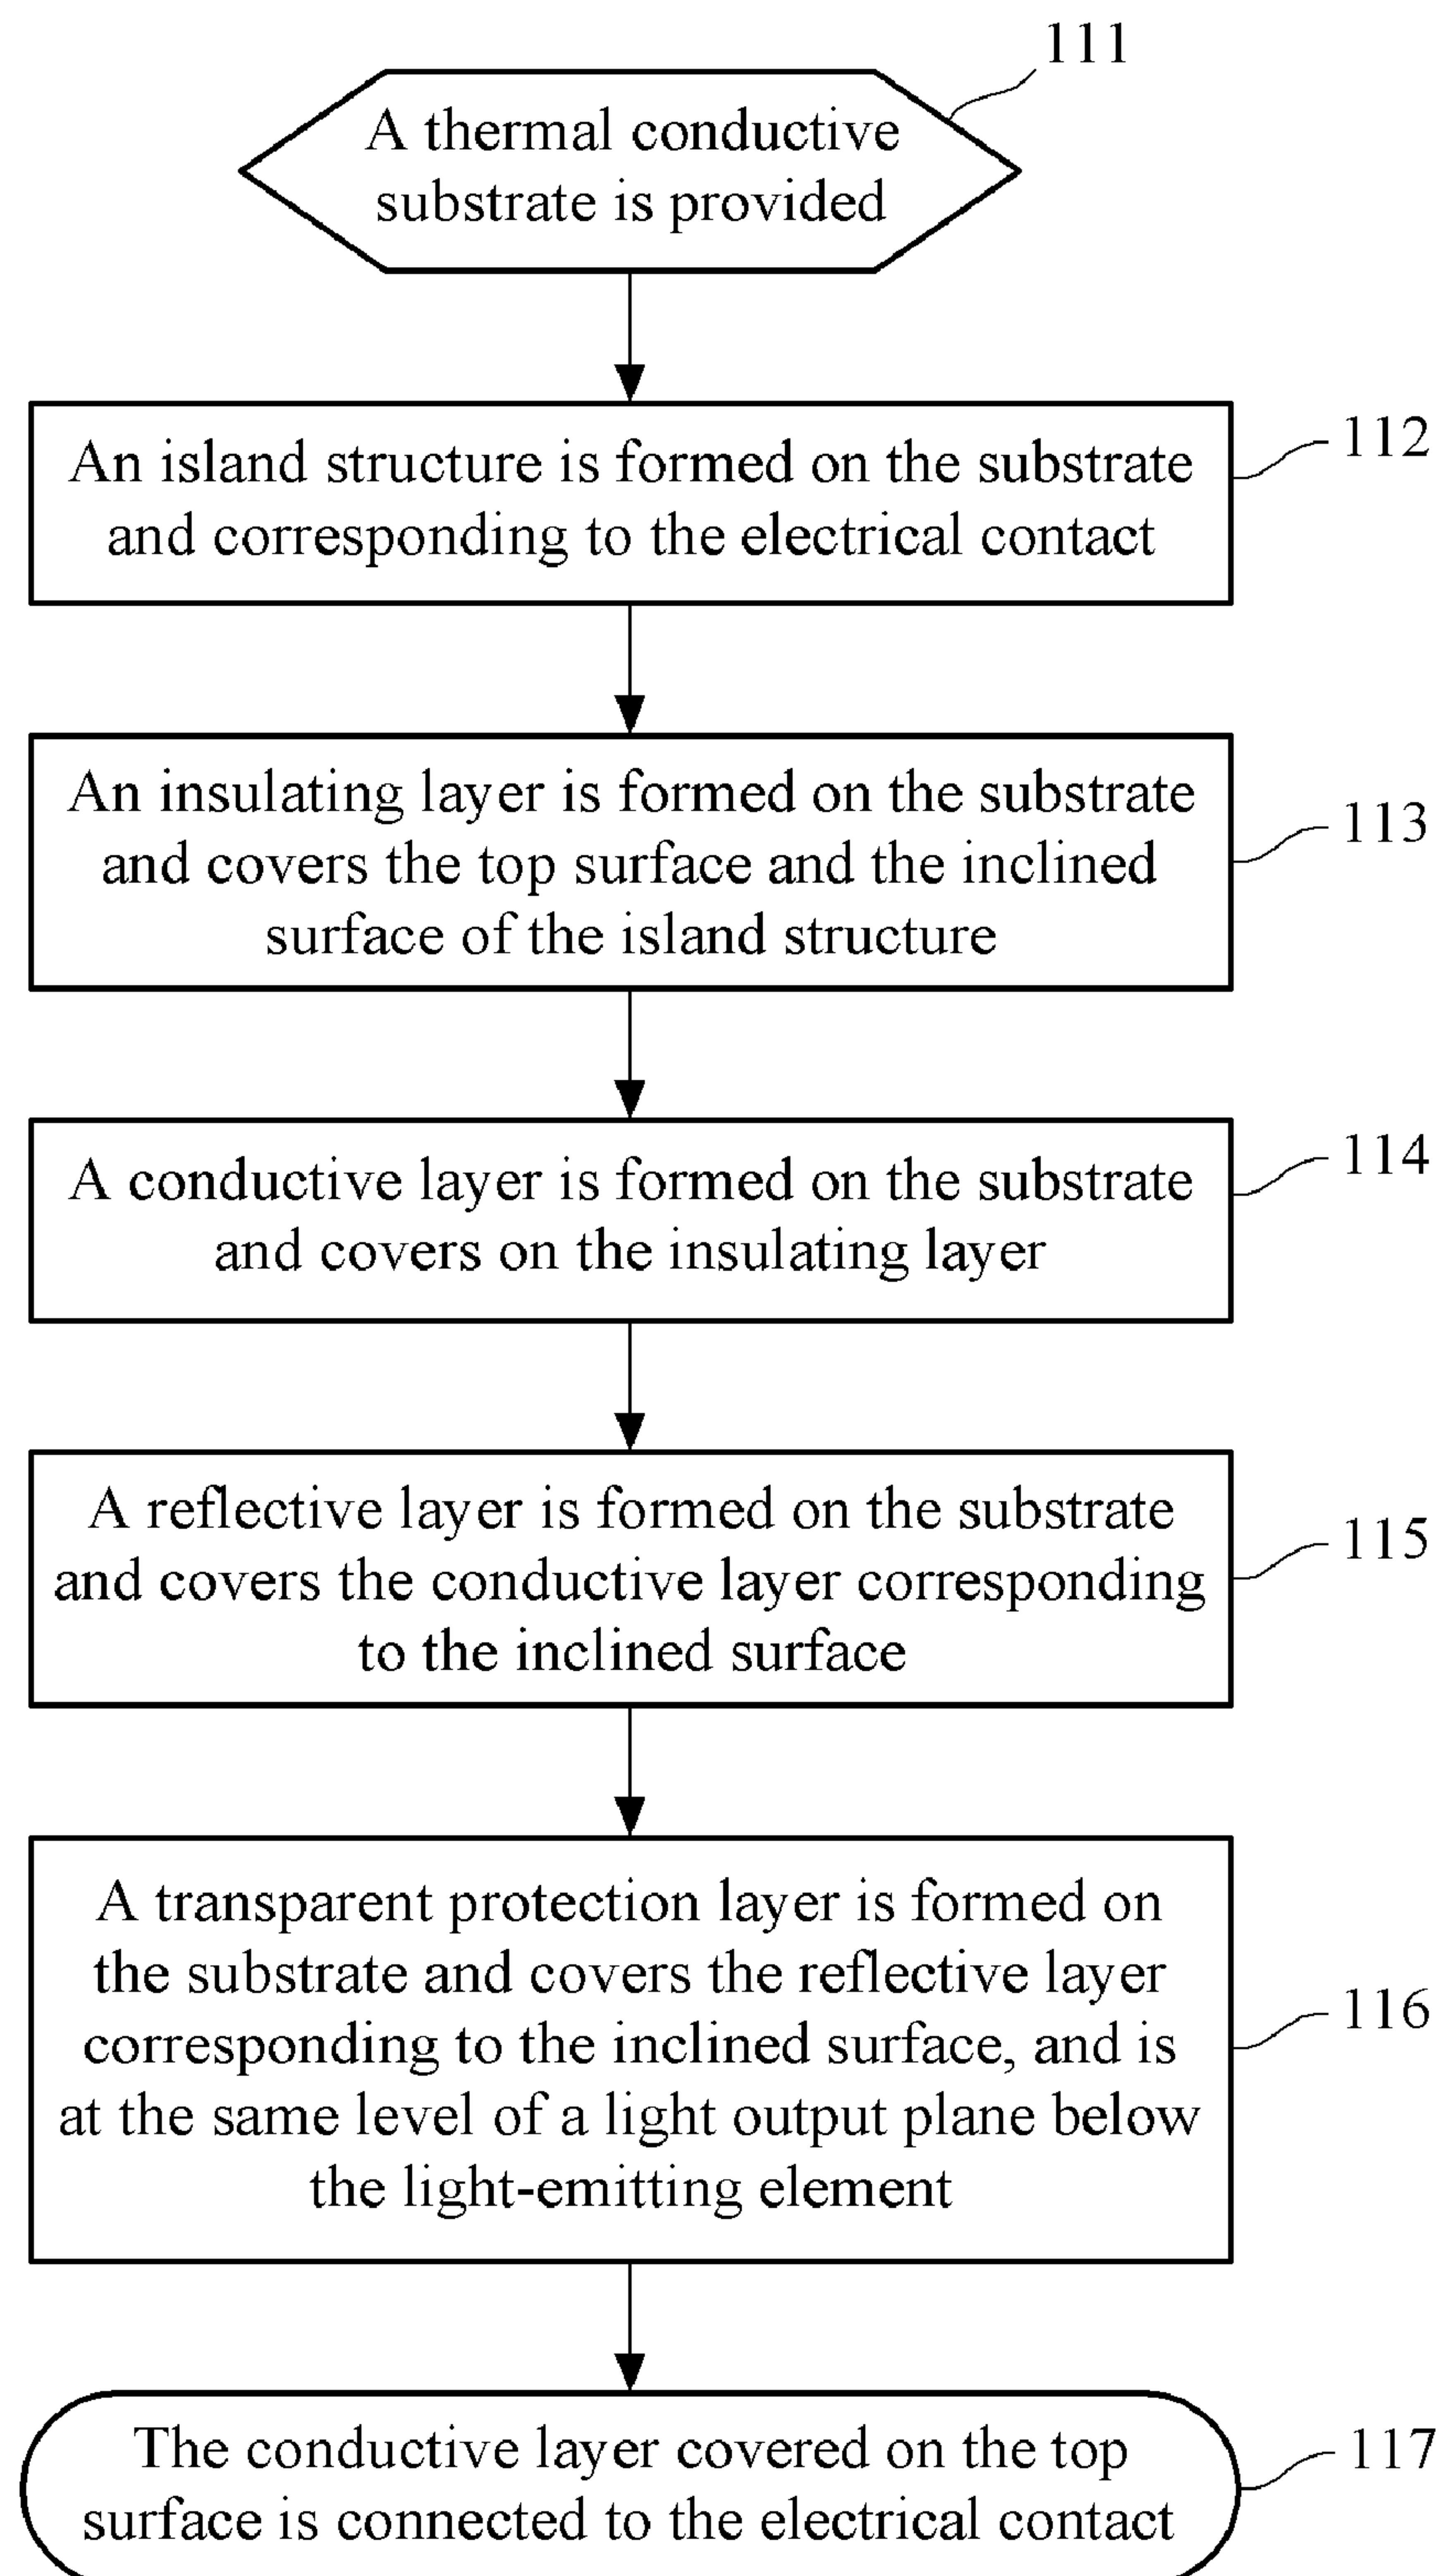 111
A thermal conductive
substrate is provided
112
An island structure is formed on the substrate
and corresponding to the electrical contact
113
An insulating layer is formed on the substrate
and covers the top surface and the inclined
surface of the island structure
114
A conductive layer is formed on the substrate
and covers on the insulating layer
115
A reflective layer is formed on the substrate
and covers the conductive layer corresponding
to the inclined surface
116
A transparent protection layer is formed on
the substrate and covers the reflective layer
corresponding to the inclined surface, and is
at the same level of a light output plane below
the light-emitting element
117
The conductive layer covered on the top
surface is connected to the electrical contact